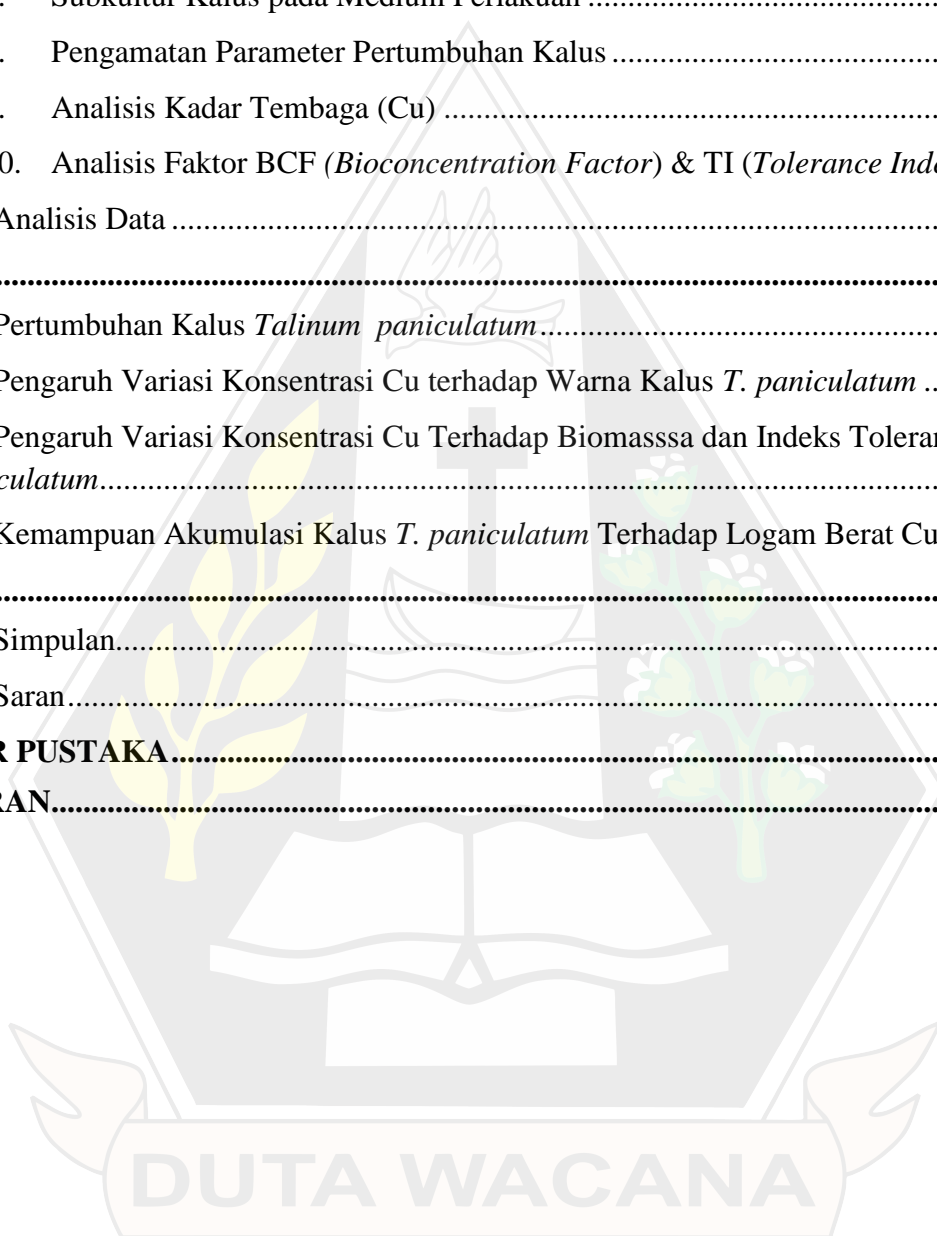 . Subkultur Kalus pada Medium Perlakuan ....................................................
. Pengamatan Parameter Pertumbuhan Kalus ....................................................
. Analisis Kadar Tembaga (Cu) ....................................................
0. Analisis Faktor BCF (Bioconcentration Factor) & TI (Tolerance Inde
Analisis Data ....................................................
....................................................
Pertumbuhan Kalus Talinum paniculatum ....................................................
Pengaruh Variasi Konsentrasi Cu terhadap Warna Kalus T. paniculatum ..
Pengaruh Variasi Konsentrasi Cu Terhadap Biomasssa dan Indeks Toleran
culatum ....................................................
Kemampuan Akumulasi Kalus T. paniculatum Terhadap Logam Berat Cu
....................................................
Simpulan ....................................................
Saran ....................................................
R PUSTAKA ....................................................
RAN ....................................................
DUTA WACANA